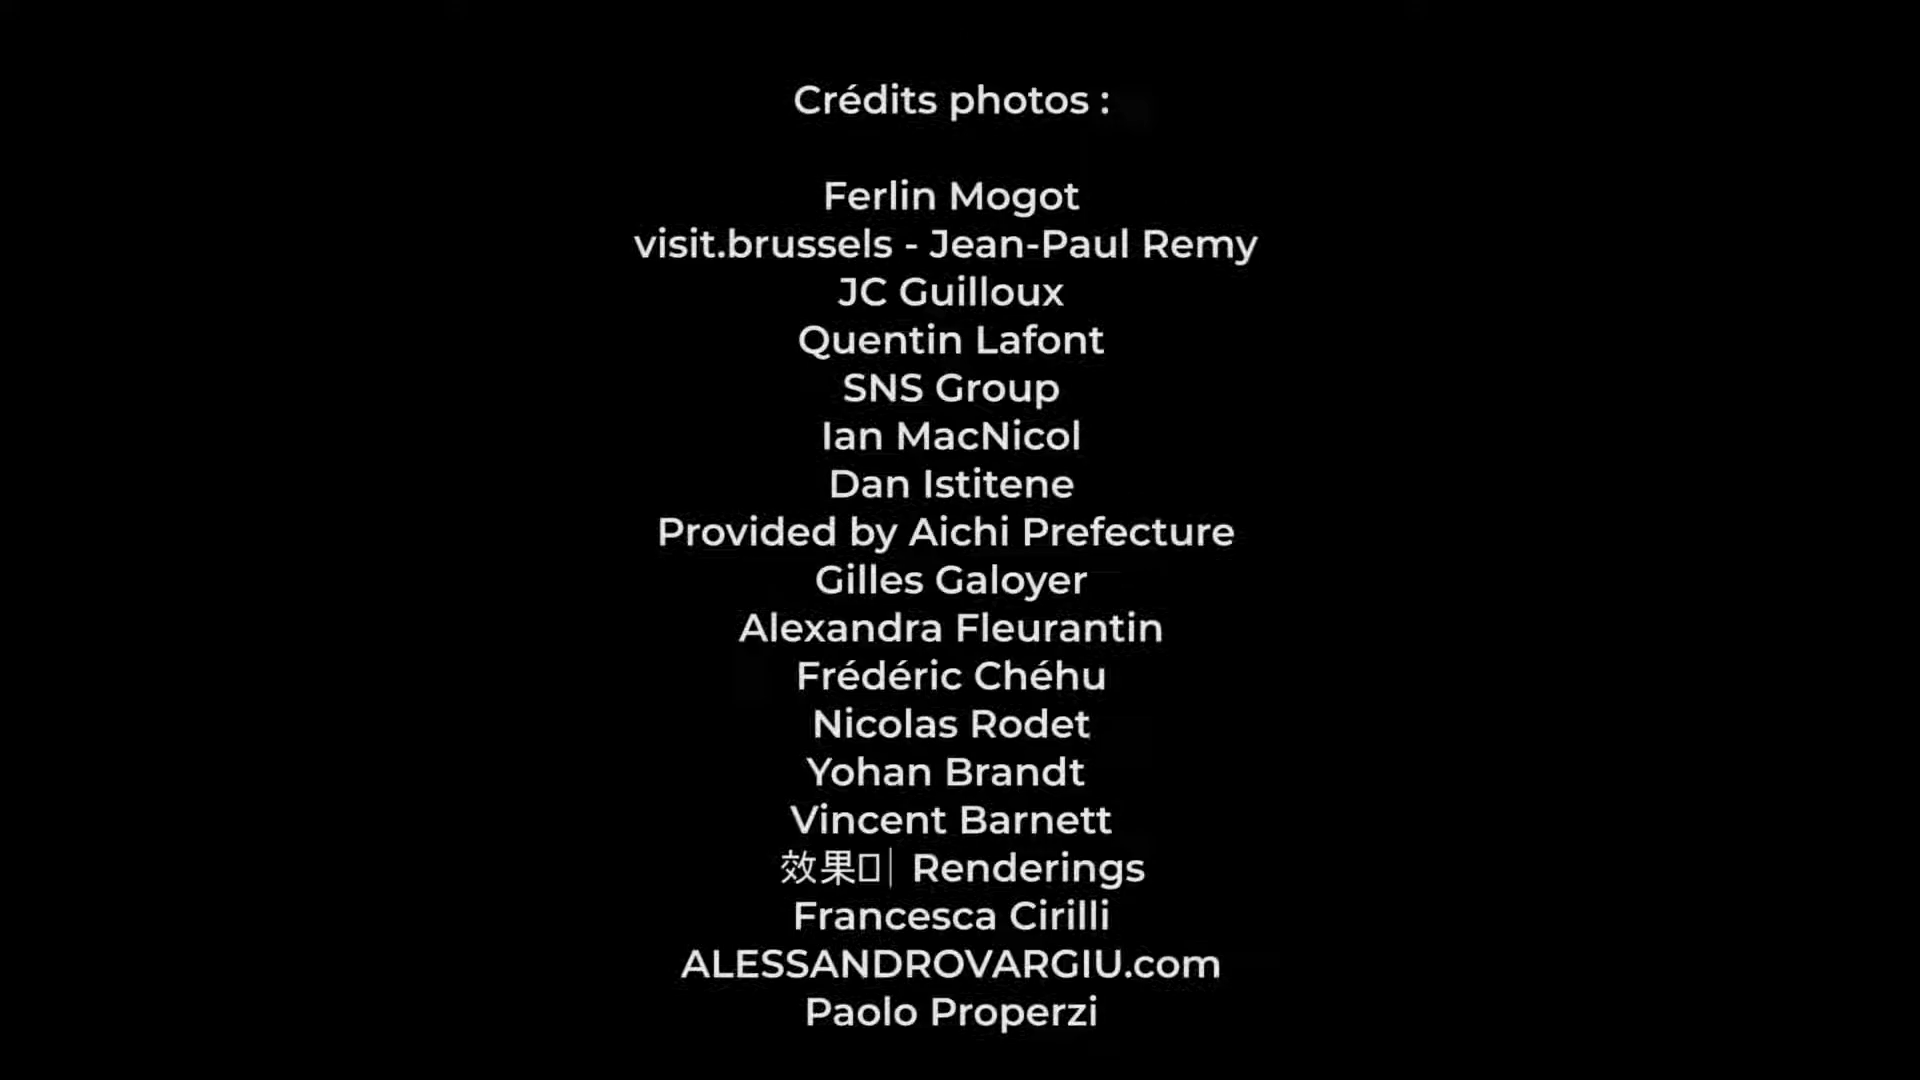 Crédits photos :
Ferlin Mogot
visit.brussels - Jean-Paul Remy
JC Guilloux
Quentin Lafont
SNS Group
Ian MacNicol
Dan Istitene
Provided by Aichi Prefecture
Gilles Galoyer
Alexandra Fleurantin
Frédéric Chéhu
Nicolas Rodet
Yohan Brandt
Vincent Barnett
效果 Renderings
Francesca Cirilli
ALESSANDROVARGIU.com
Paolo Properzi